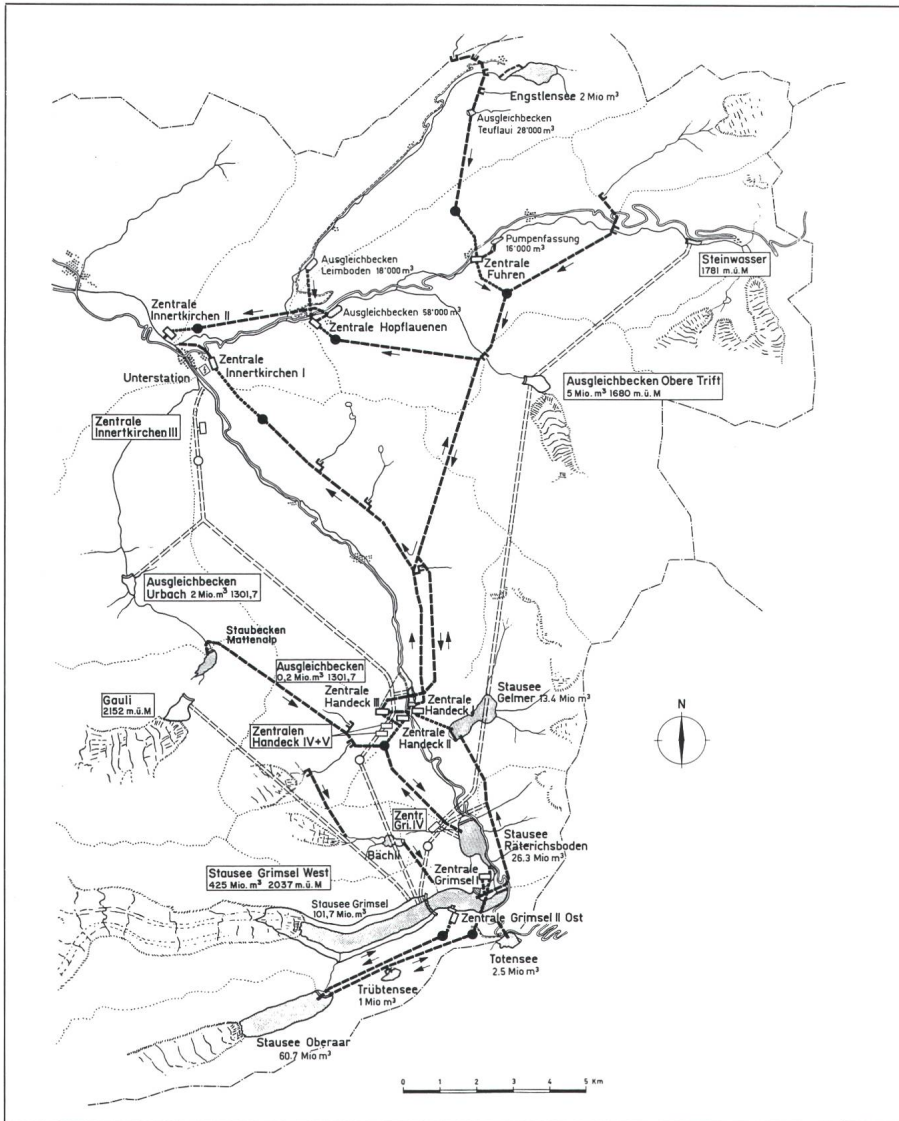 Engstlensee 2 Mio m³
Ausgleichbecken
Teuflaui 28'000 m³
Pumpenfassung
16'000 m³
Zentrale
Fuhren
Steinwasser
1781 m.ü.M
Ausgleichbecken
Leimboden 18'000 m³
Ausgleichbecken 58'000 m³
Zentrale Hopflauenen
Zentrale
Innertkirchen II
Zentrale
Innertkirchen I
Unterstation
Ausgleichbecken Obere Trift
5 Mio. m³ 1680 m.ü.M
Zentrale
Innertkirchen III
Ausgleichbecken
Urbach 2 Mio. m³ 1301,7
Staubecken
Mattenalp
Ausgleichbecken
0,2 Mio. m³ 1301,7
Gauli
2152 m.ü.M
Zentrale
Handeck III
Zentrale
Handeck I
Stausee
Gelmer 13.4 Mio m³
Zentralen
Handeck IV+V
Zentrale
Handeck II
N
Zentr.
Gri. IV
Stausee
Räterichsboden
26.3 Mio m³
Bächli
Zentrale
Grimsel I
Stausee Grimsel West
425 Mio. m³ 2037 m.ü.M
Stausee Grimsel
101,7 Mio. m³
Zentrale Grimsel II Ost
Totensee
2.5 Mio m³
Trübtensee
1 Mio m³
Stausee Oberaar
60.7 Mio m³
0 1 2 3 4 5 Km